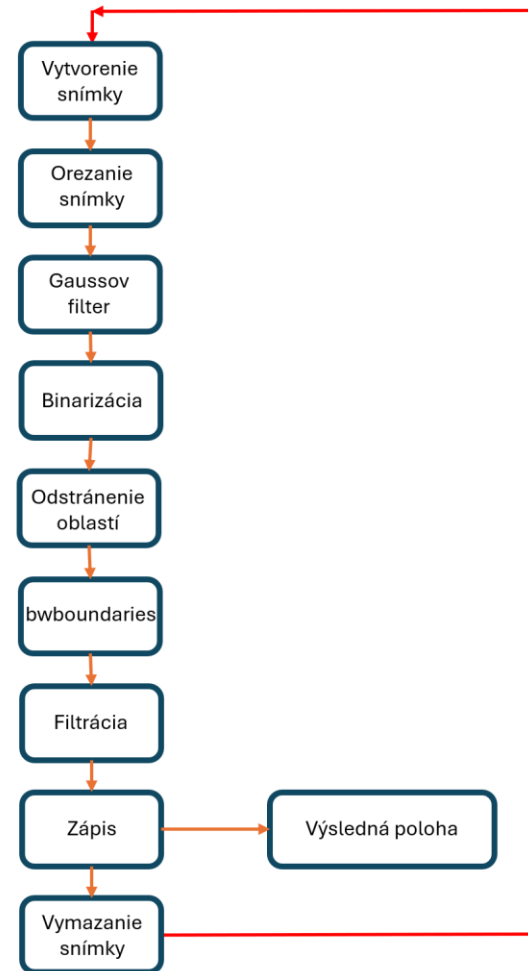 Vytvorenie
snímky
Orezanie
snímky
Gaussov
filter
Binarizácia
Odstránenie
oblastí
bwboundaries
Filtrácia
Zápis
Výsledná poloha
Vymazanie
snímky